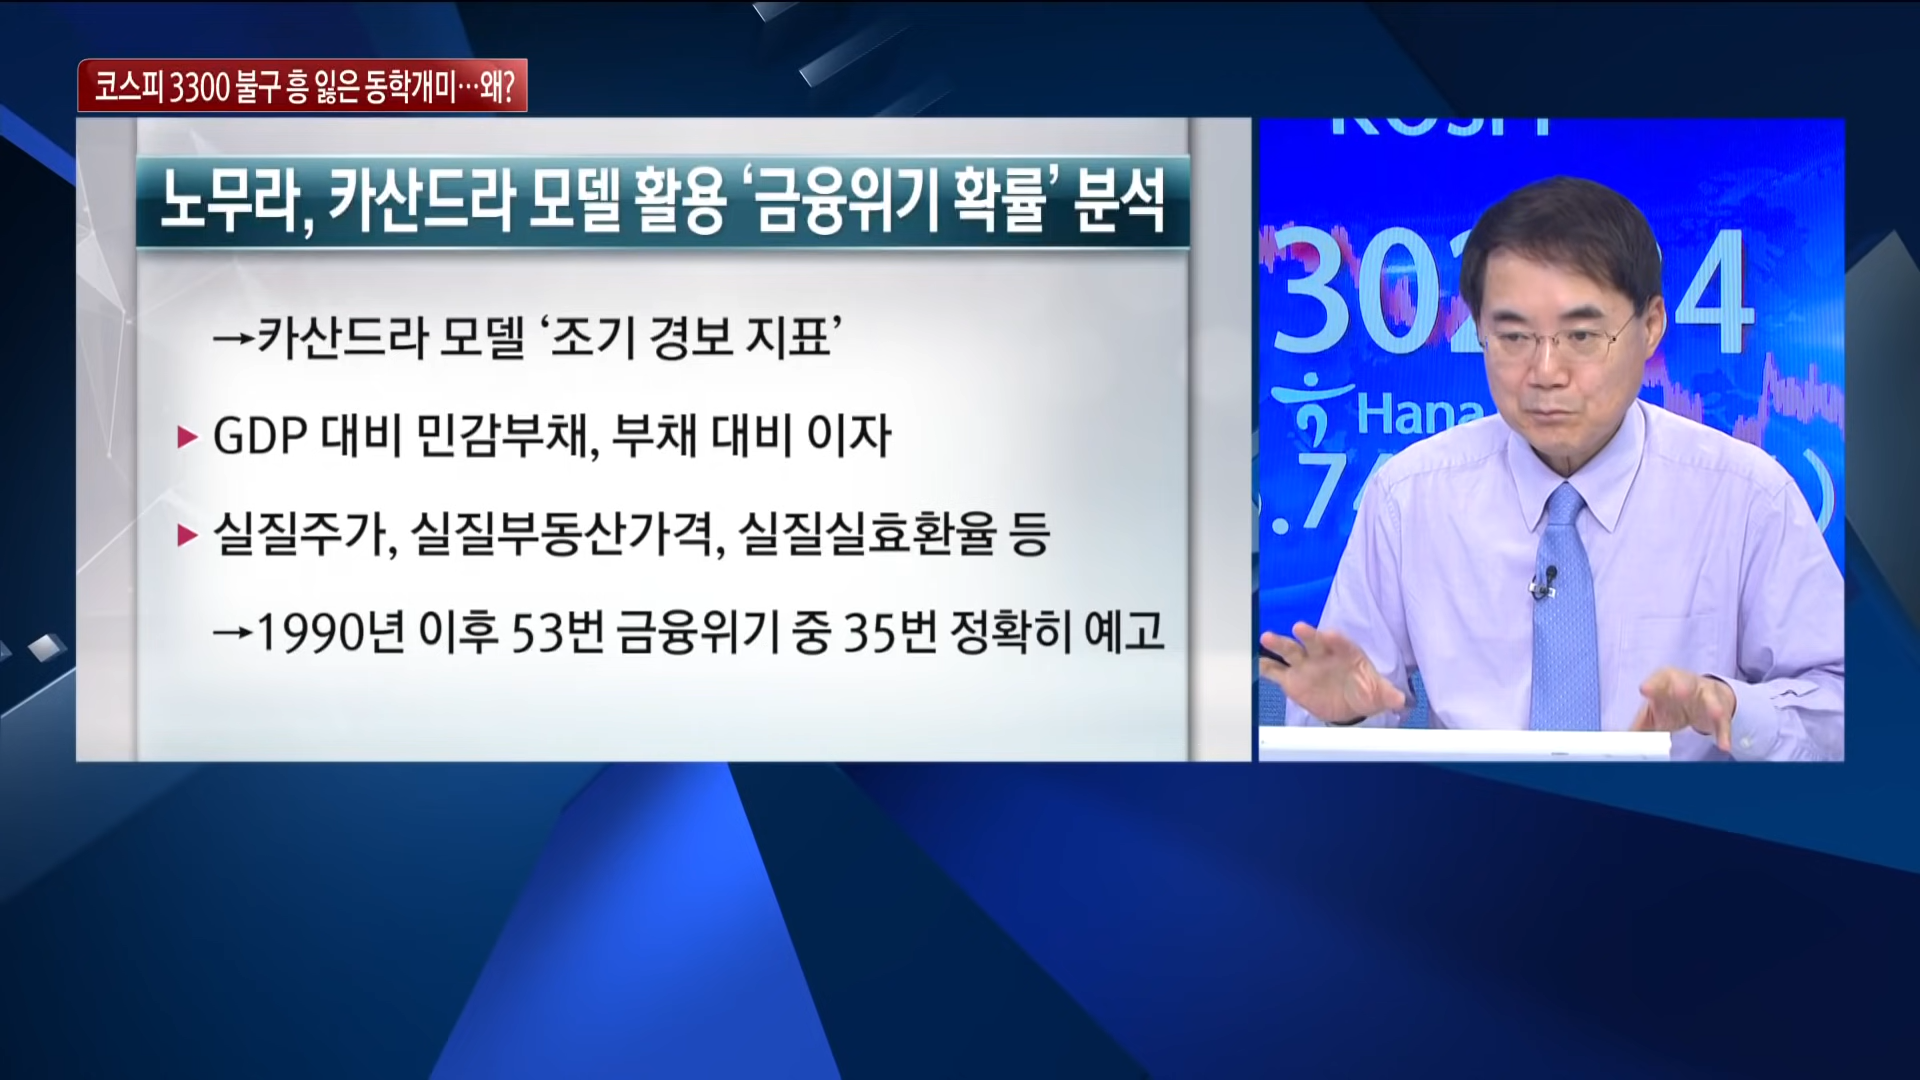 코스피 3300 불구 흥 잃은 동학개미…왜?
노무라, 카산드라 모델 활용 ‘금융위기 확률’ 분석
→카산드라 모델 ‘조기 경보 지표’
▶ GDP 대비 민감부채, 부채 대비 이자
▶ 실질주가, 실질부동산가격, 실질실효환율 등
→1990년 이후 53번 금융위기 중 35번 정확히 예고
KOSPI
Hana